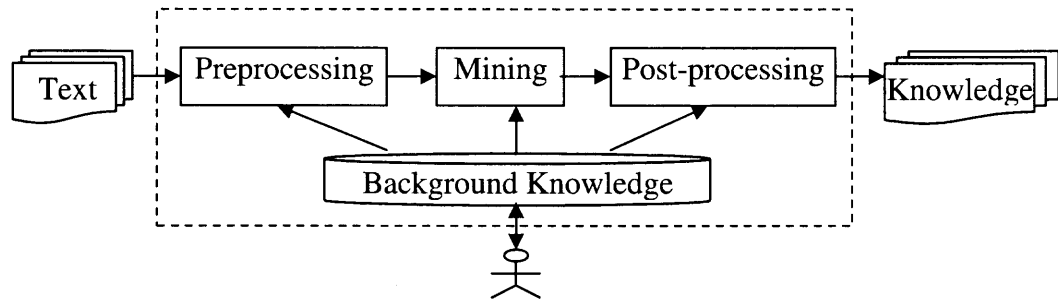 Text
Preprocessing
Mining
Post-processing
Knowledge
Background Knowledge